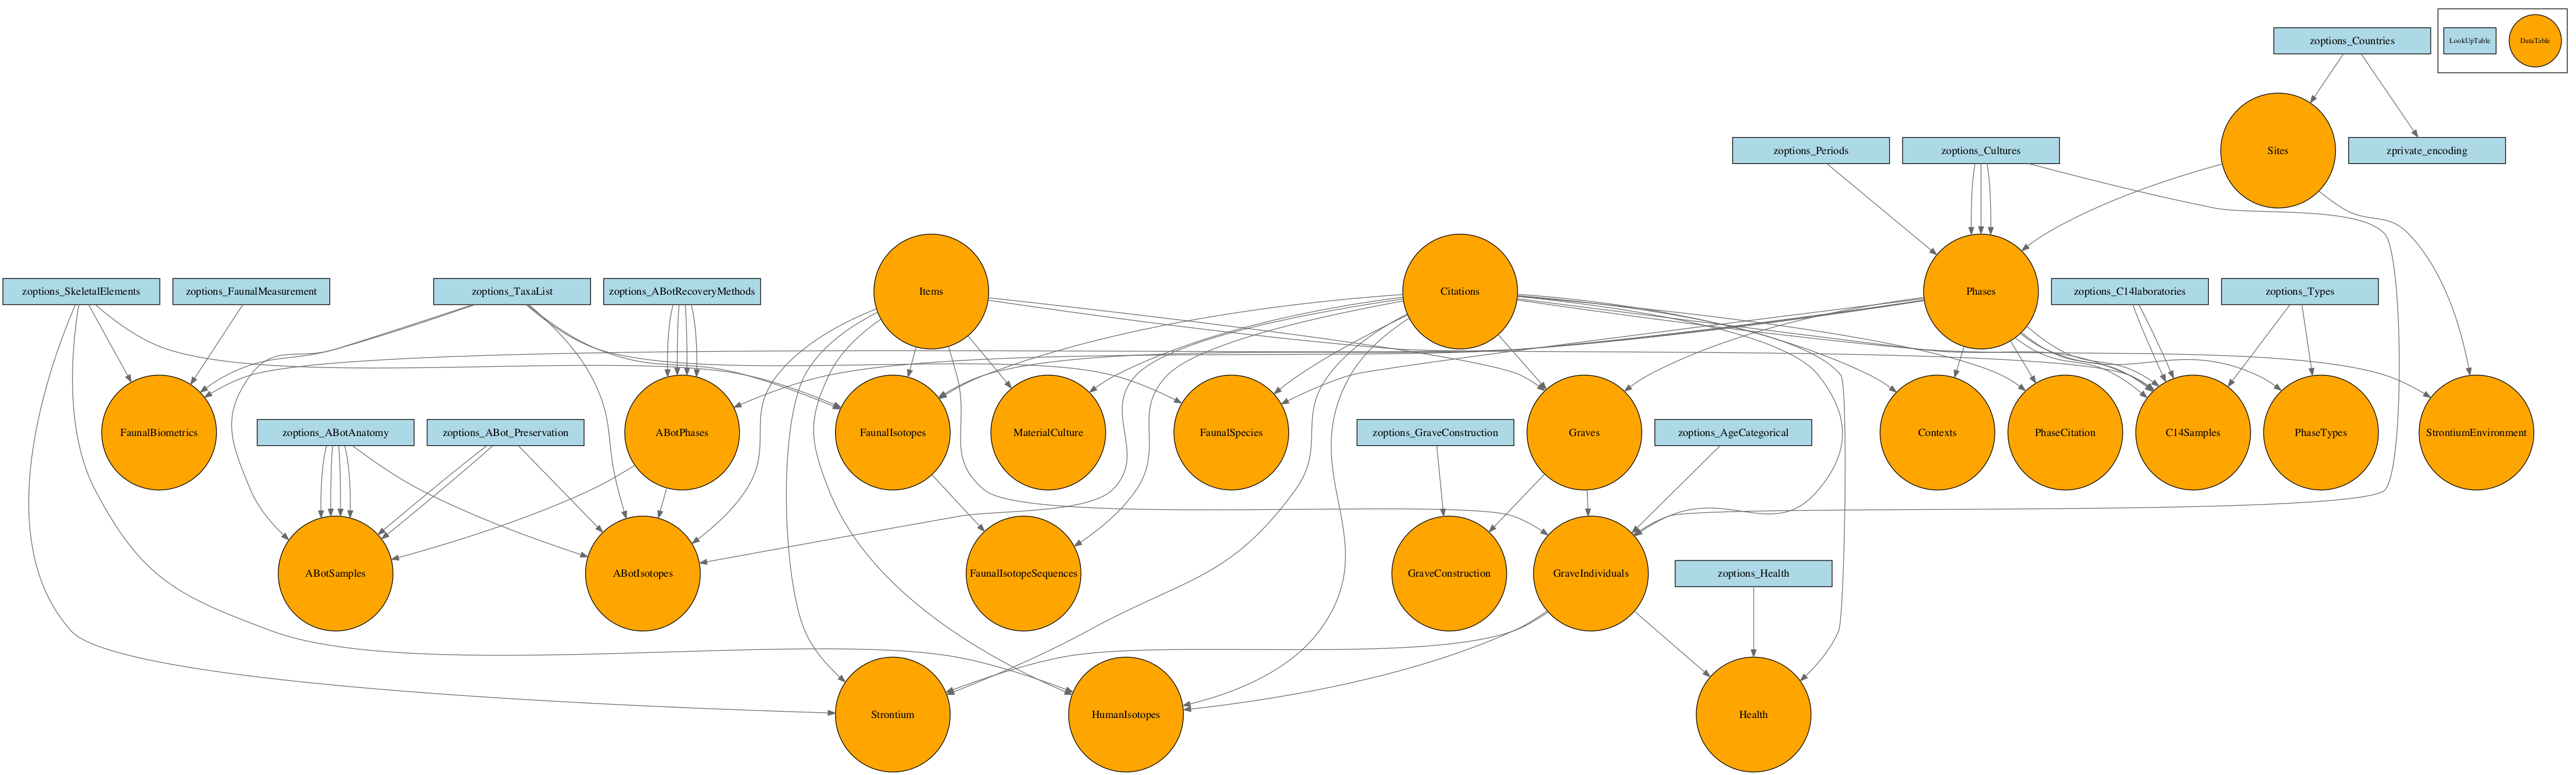 zoptions_Countries
LookUpTable
DataTable
zoptions_Periods
zoptions_Cultures
Sites
zprivate_encoding
zoptions_SkeletalElements
zoptions_FaunalMeasurement
zoptions_TaxaList
zoptions_ABotRecoveryMethods
Items
Citations
Phases
zoptions_C14laboratories
zoptions_Types
FaunalBiometrics
zoptions_ABotAnatomy
zoptions_ABot_Preservation
ABotPhases
FaunalIsotopes
MaterialCulture
FaunalSpecies
zoptions_GraveConstruction
Graves
zoptions_AgeCategorical
Contexts
PhaseCitation
C14Samples
PhaseTypes
StrontiumEnvironment
ABotSamples
ABotIsotopes
FaunalIsotopeSequences
GraveConstruction
GraveIndividuals
zoptions_Health
Strontium
HumanIsotopes
Health